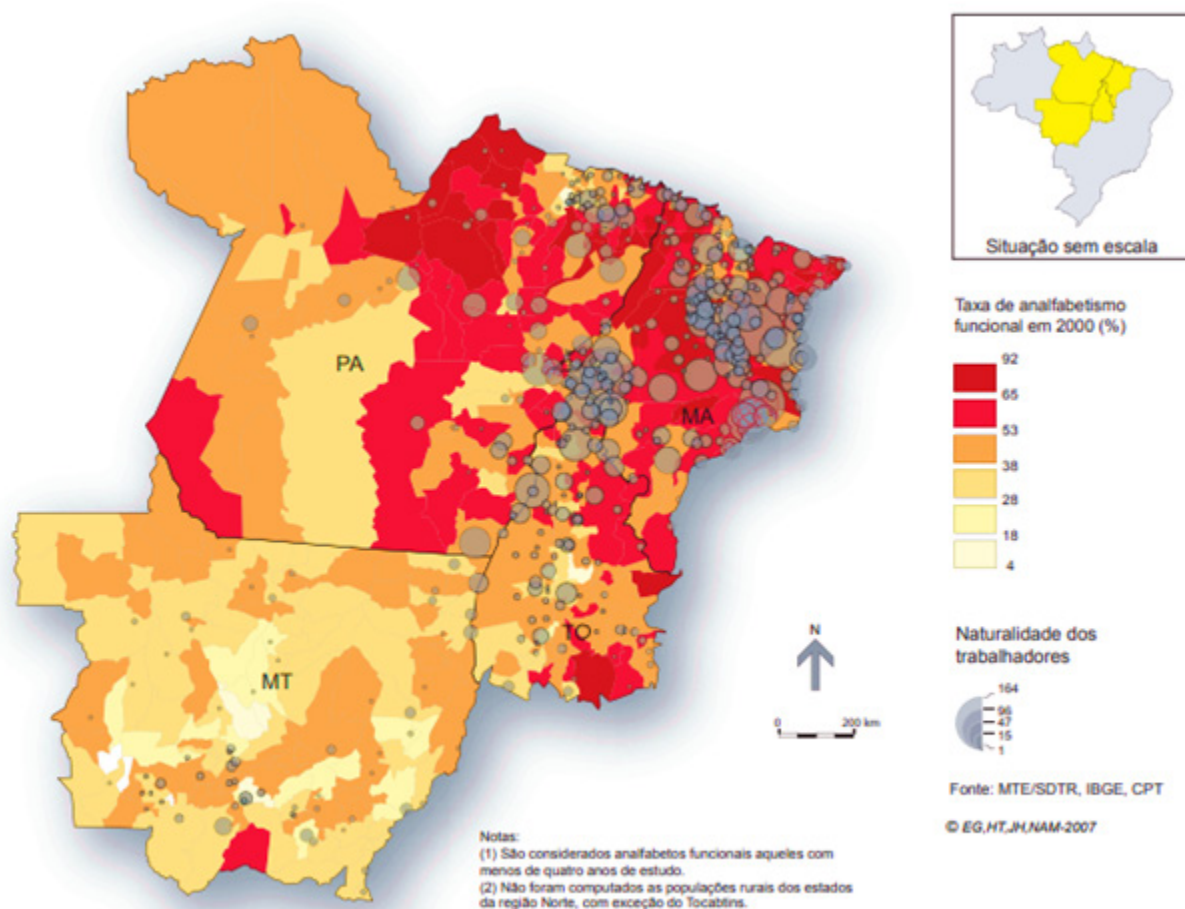 Situação sem escala
Taxa de analfabetismo
funcional em 2000 (%)
92
65
53
38
28
18
4
PA
MA
TO
MT
N
0 200 km
Naturalidade dos
trabalhadores
164
96
47
15
1
Fonte: MTE/SDTR, IBGE, CPT
© EG,HT,JH,NAM-2007
Notas:
(1) São considerados analfabetos funcionais aqueles com
menos de quatro anos de estudo.
(2) Não foram computados as populações rurais dos estados
da região Norte, com exceção do Tocabtins.